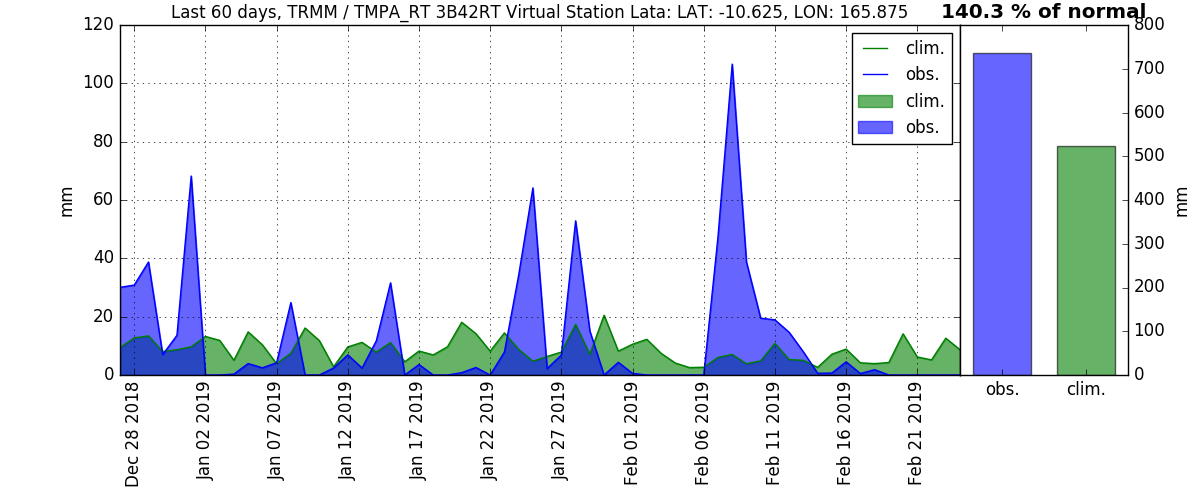 Last 60 days, TRMM / TMPA_RT 3B42RT Virtual Station Lata: LAT: -10.625, LON: 165.875
140.3 % of normal
120
100
80
60
40
20
0
mm
clim.
obs.
clim.
obs.
800
700
600
500
400
300
200
100
0
mm
Dec 28 2018
Jan 02 2019
Jan 07 2019
Jan 12 2019
Jan 17 2019
Jan 22 2019
Jan 27 2019
Feb 01 2019
Feb 06 2019
Feb 11 2019
Feb 16 2019
Feb 21 2019
obs.
clim.